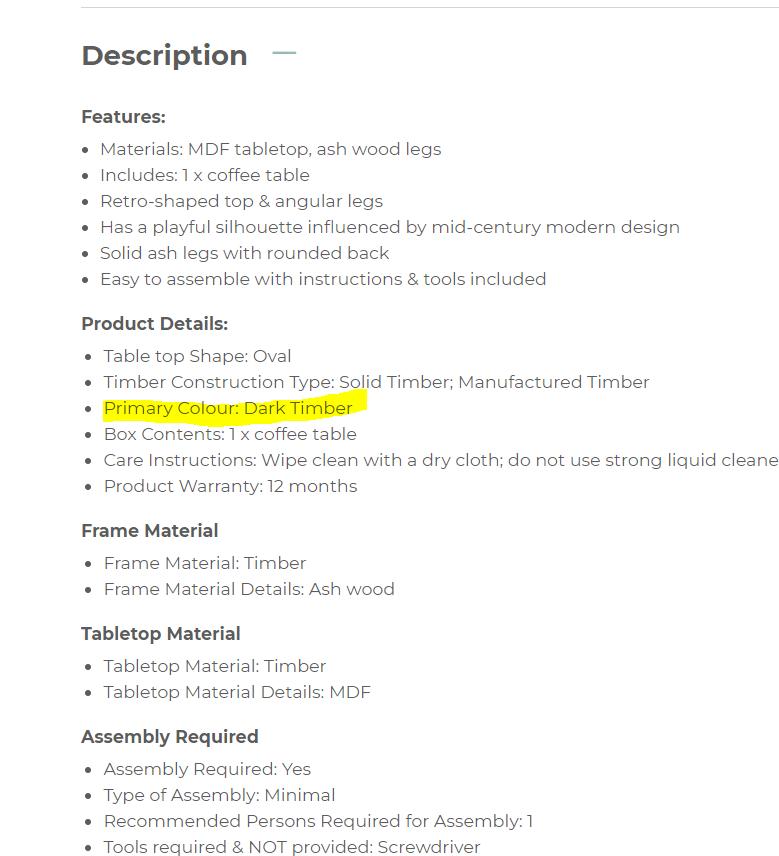 Description
Features:
Materials: MDF tabletop, ash wood legs
Includes: 1 x coffee table
Retro-shaped top & angular legs
Has a playful silhouette influenced by mid-century modern design
Solid ash legs with rounded back
Easy to assemble with instructions & tools included
Product Details:
Table top Shape: Oval
Timber Construction Type: Solid Timber; Manufactured Timber
Primary Colour: Dark Timber
Box Contents: 1 x coffee table
Care Instructions: Wipe clean with a dry cloth; do not use strong liquid cleane
Product Warranty: 12 months
Frame Material
Frame Material: Timber
Frame Material Details: Ash wood
Tabletop Material
Tabletop Material: Timber
Tabletop Material Details: MDF
Assembly Required
Assembly Required: Yes
Type of Assembly: Minimal
Recommended Persons Required for Assembly: 1
Tools required & NOT provided: Screwdriver